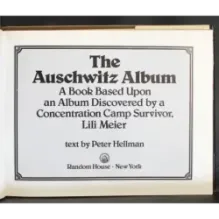 The
Auschwitz Album
A Book Based Upon
an Album Discovered by a
Concentration Camp Survivor,
Lili Meier
text by Peter Hellman
Random House · New York